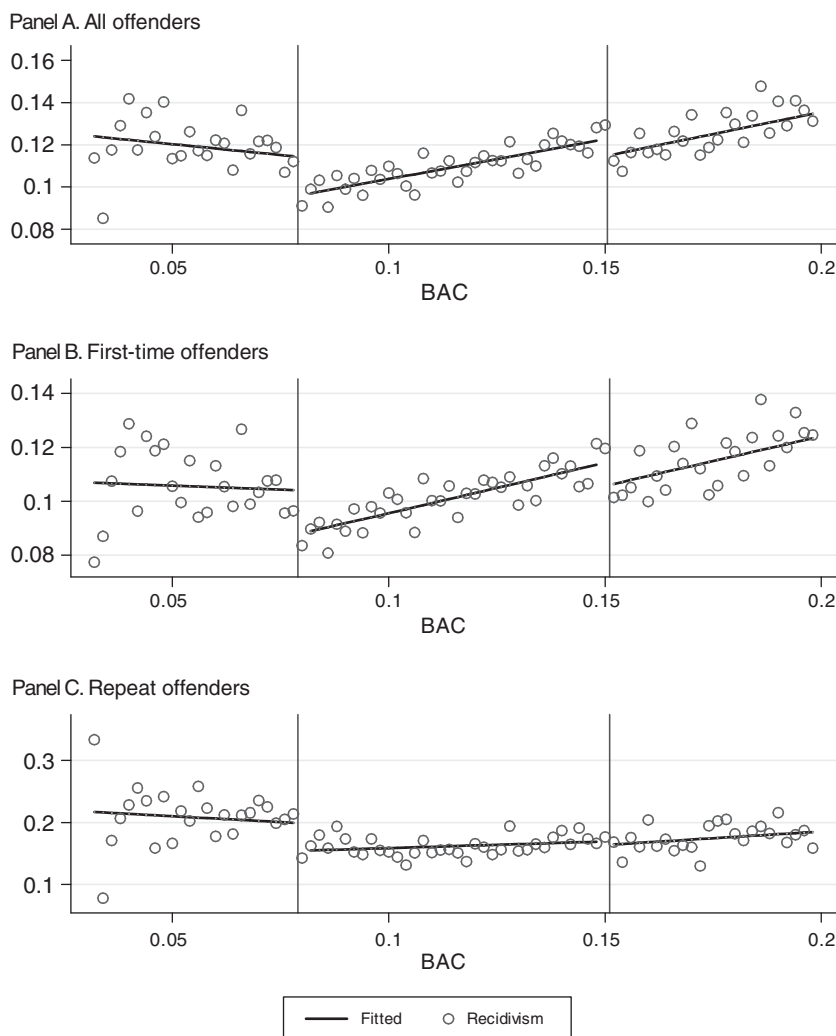 Panel A. All offenders
0.16
0.14
0.12
0.1
0.08
0.05 0.1 0.15 0.2
BAC
Panel B. First-time offenders
0.14
0.12
0.1
0.08
0.05 0.1 0.15 0.2
BAC
Panel C. Repeat offenders
0.3
0.2
0.1
0.05 0.1 0.15 0.2
BAC
Fitted Recidivism